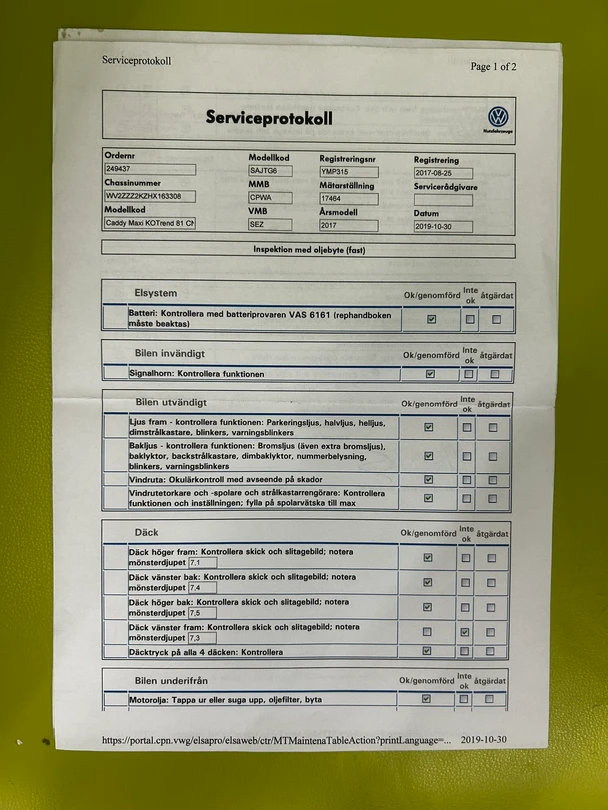 Serviceprotokoll
Page 1 of 2
Serviceprotokoll
Nutzfahrzeuge
Ordernr
249437
Modellkod
SAJTG6
Registreringsnr
YMP315
Registrering
2017-08-25
Chassinummer
WV2ZZZ2KZHX163308
MMB
CPWA
Mätarställning
17464
Servicerådgivare
Modellkod
Caddy Maxi KOTrend 81 CN
VMB
SEZ
Årsmodell
2017
Datum
2019-10-30
Inspektion med oljebyte (fast)
Elsystem
Ok/genomförd Inte ok åtgärdat
Batteri: Kontrollera med batteriprovaren VAS 6161 (rephandboken
måste beaktas)
Bilen invändigt
Ok/genomförd Inte ok åtgärdat
Signalhorn: Kontrollera funktionen
Bilen utvändigt
Ok/genomförd Inte ok åtgärdat
Ljus fram - kontrollera funktionen: Parkeringsljus, halvljus, helljus,
dimstrålkastare, blinkers, varningsblinkers
Bakljus - kontrollera funktionen: Bromsljus (även extra bromsljus),
baklyktor, backstrålkastare, dimbaklyktor, nummerbelysning,
blinkers, varningsblinkers
Vindruta: Okulärkontroll med avseende på skador
Vindrutetorkare och -spolare och strålkastarrengörare: Kontrollera
funktionen och inställningen; fylla på spolarvätska till max
Däck
Ok/genomförd Inte ok åtgärdat
Däck höger fram: Kontrollera skick och slitagebild; notera
mönsterdjupet 7,1
Däck vänster bak: Kontrollera skick och slitagebild; notera
mönsterdjupet 7,4
Däck höger bak: Kontrollera skick och slitagebild; notera
mönsterdjupet 7,5
Däck vänster fram: Kontrollera skick och slitagebild; notera
mönsterdjupet 7,3
Däcktryck på alla 4 däcken: Kontrollera
Bilen underifrån
Ok/genomförd Inte ok åtgärdat
Motorolja: Tappa ur eller suga upp, oljefilter, byta
https://portal.cpn.vwg/elsapro/elsaweb/ctr/MTMaintenaTableAction?printLanguage=... 2019-10-30